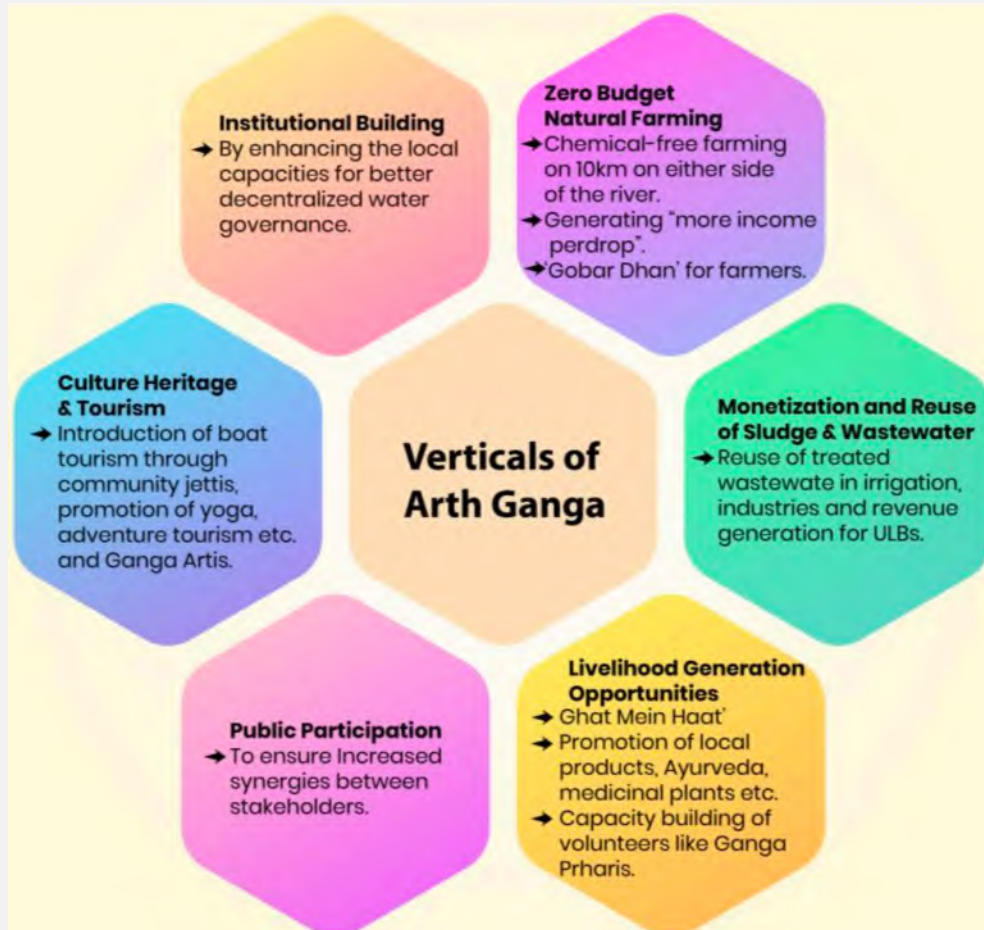 Institutional Building
➔ By enhancing the local
capacities for better
decentralized water
governance.
Zero Budget
Natural Farming
➔ Chemical-free farming
on 10km on either side
of the river.
➔ Generating “more income
perdrop”.
➔ ‘Gobar Dhan’ for farmers.
Culture Heritage
& Tourism
➔ Introduction of boat
tourism through
community jettis,
promotion of yoga,
adventure tourism etc.
and Ganga Artis.
Verticals of
Arth Ganga
Monetization and Reuse
of Sludge & Wastewater
➔ Reuse of treated
wastewate in irrigation,
industries and revenue
generation for ULBs.
Public Participation
➔ To ensure Increased
synergies between
stakeholders.
Livelihood Generation
Opportunities
➔ Ghat Mein Haat’
➔ Promotion of local
products, Ayurveda,
medicinal plants etc.
➔ Capacity building of
volunteers like Ganga
Prharis.